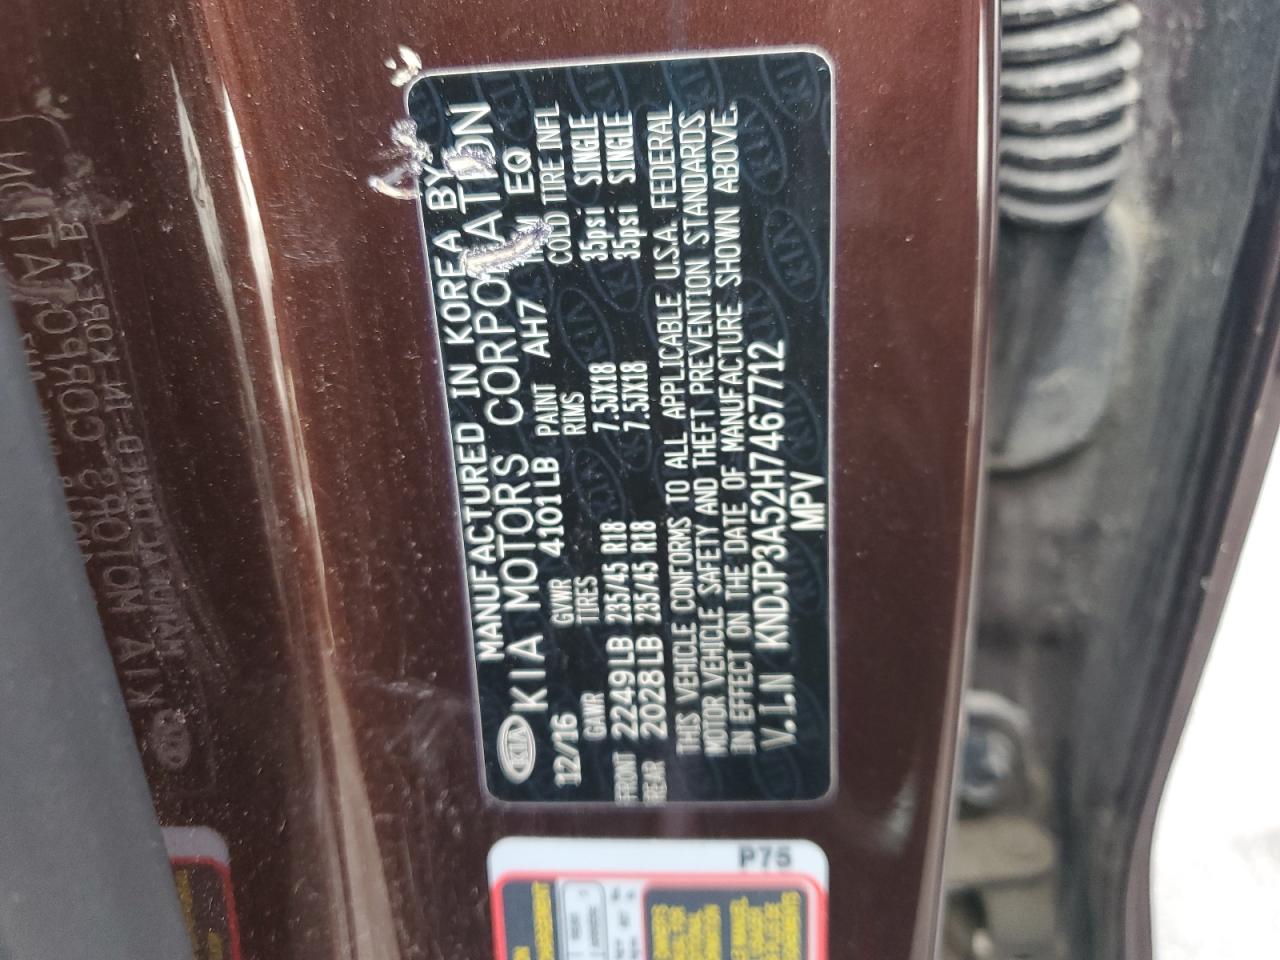 MANUFACTURED IN KOREA BY
KIA KIA MOTORS CORPORATION
12/16 GVWR 4101LB PAINT AH7 EQ
GAWR TIRES RIMS COLD TIRE INFL
FRONT 2249LB 235/45 R18 7.5JX18 35psi SINGLE
REAR 2028LB 235/45 R18 7.5JX18 35psi SINGLE
THIS VEHICLE CONFORMS TO ALL APPLICABLE U.S.A. FEDERAL
MOTOR VEHICLE SAFETY AND THEFT PREVENTION STANDARDS
IN EFFECT ON THE DATE OF MANUFACTURE SHOWN ABOVE.
V.I.N KNDJP3A52H7467712
MPV
P75